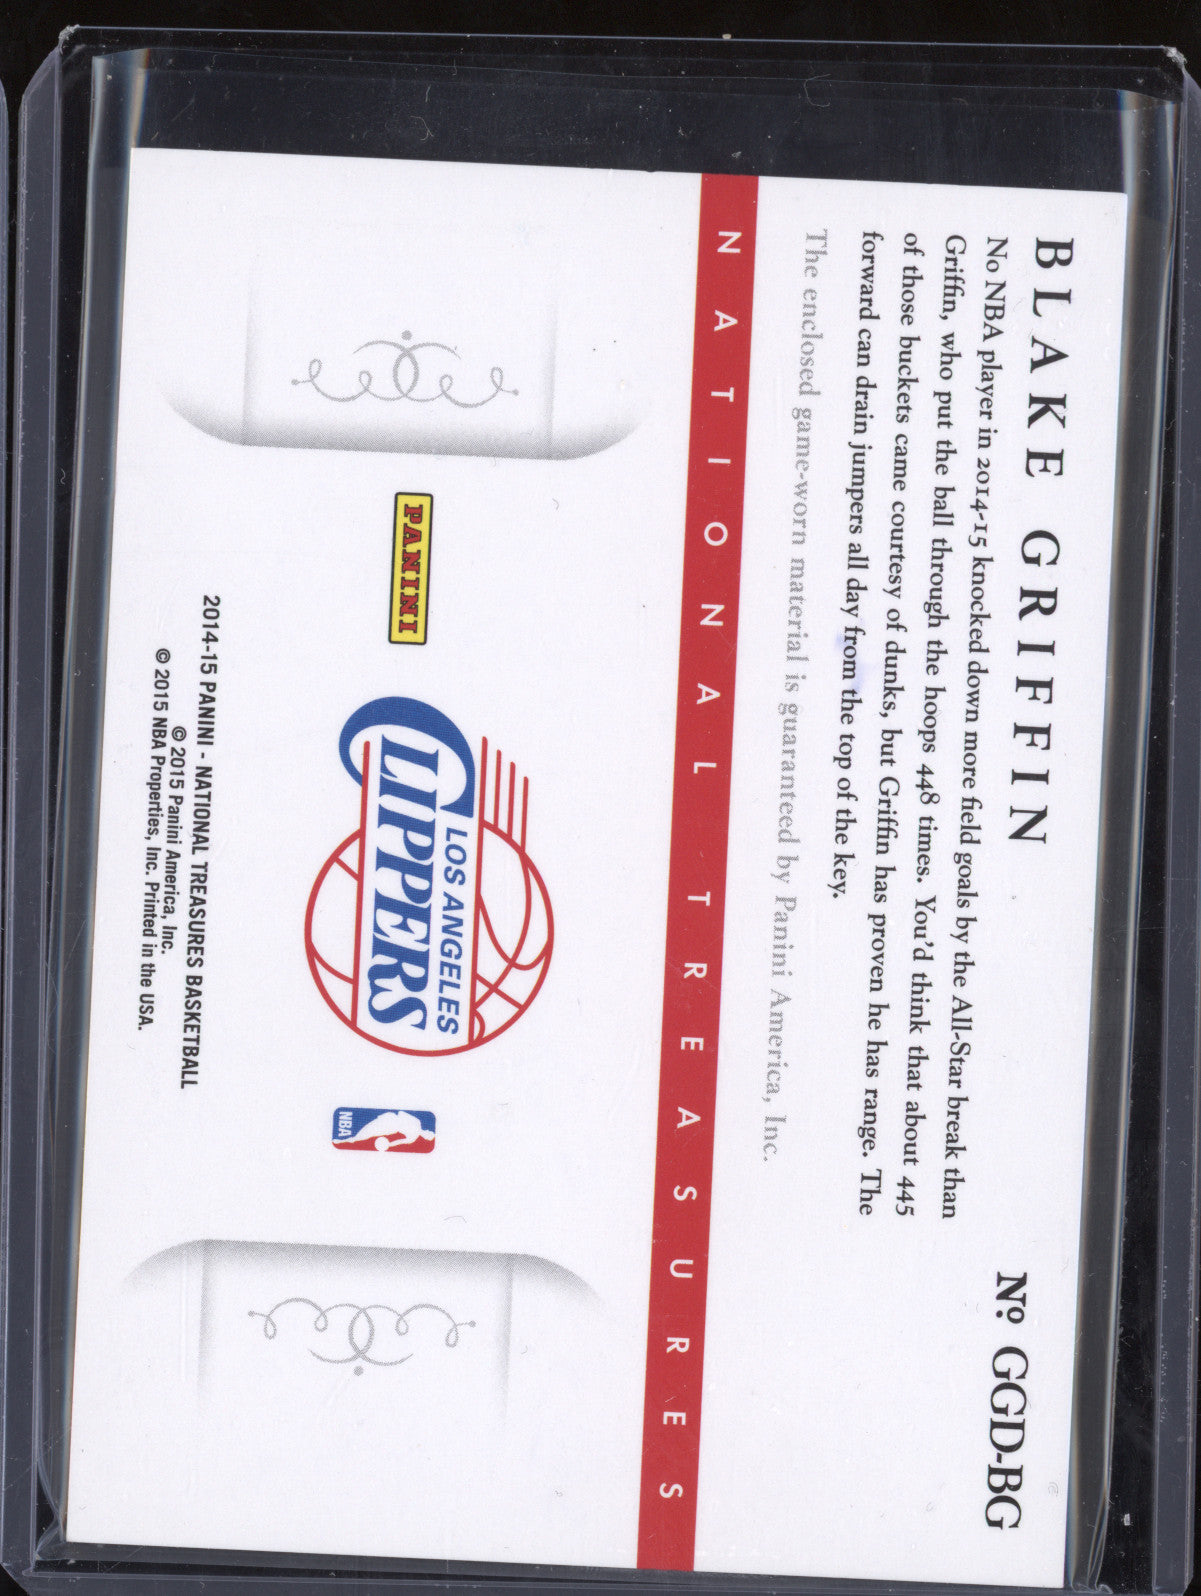 BLAKE GRIFFIN
Nº GGD-BG
No NBA player in 2014-15 knocked down more field goals by the All-Star break than
Griffin, who put the ball through the hoops 448 times. You'd think that about 445
of those buckets came courtesy of dunks, but Griffin has proven he has range. The
forward can drain jumpers all day from the top of the key.
The enclosed game-worn material is guaranteed by Panini America, Inc.
NATIONAL TREASURES
PANINI
LOS ANGELES
CLIPPERS
NBA
2014-15 PANINI - NATIONAL TREASURES BASKETBALL
© 2015 Panini America, Inc.
© 2015 NBA Properties, Inc. Printed in the USA.